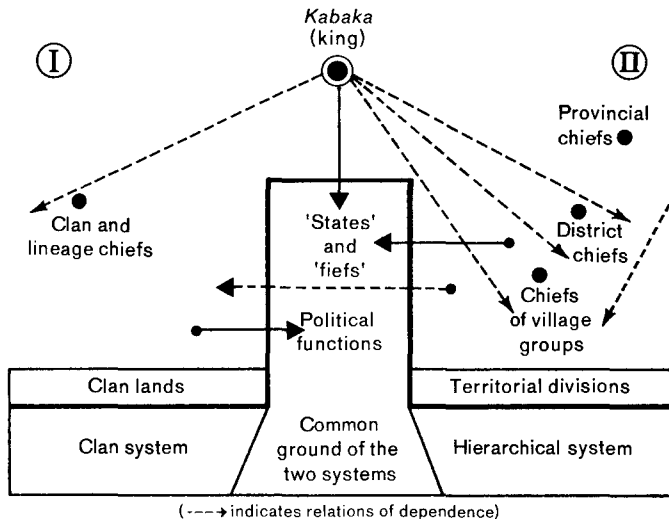 Kabaka
(king)
I
II
Provincial
chiefs
Clan and
lineage chiefs
'States'
and
'fiefs'
District
chiefs
Chiefs
of village
groups
Political
functions
Clan lands
Territorial divisions
Clan system
Common
ground of the
two systems
Hierarchical system
(---→ indicates relations of dependence)